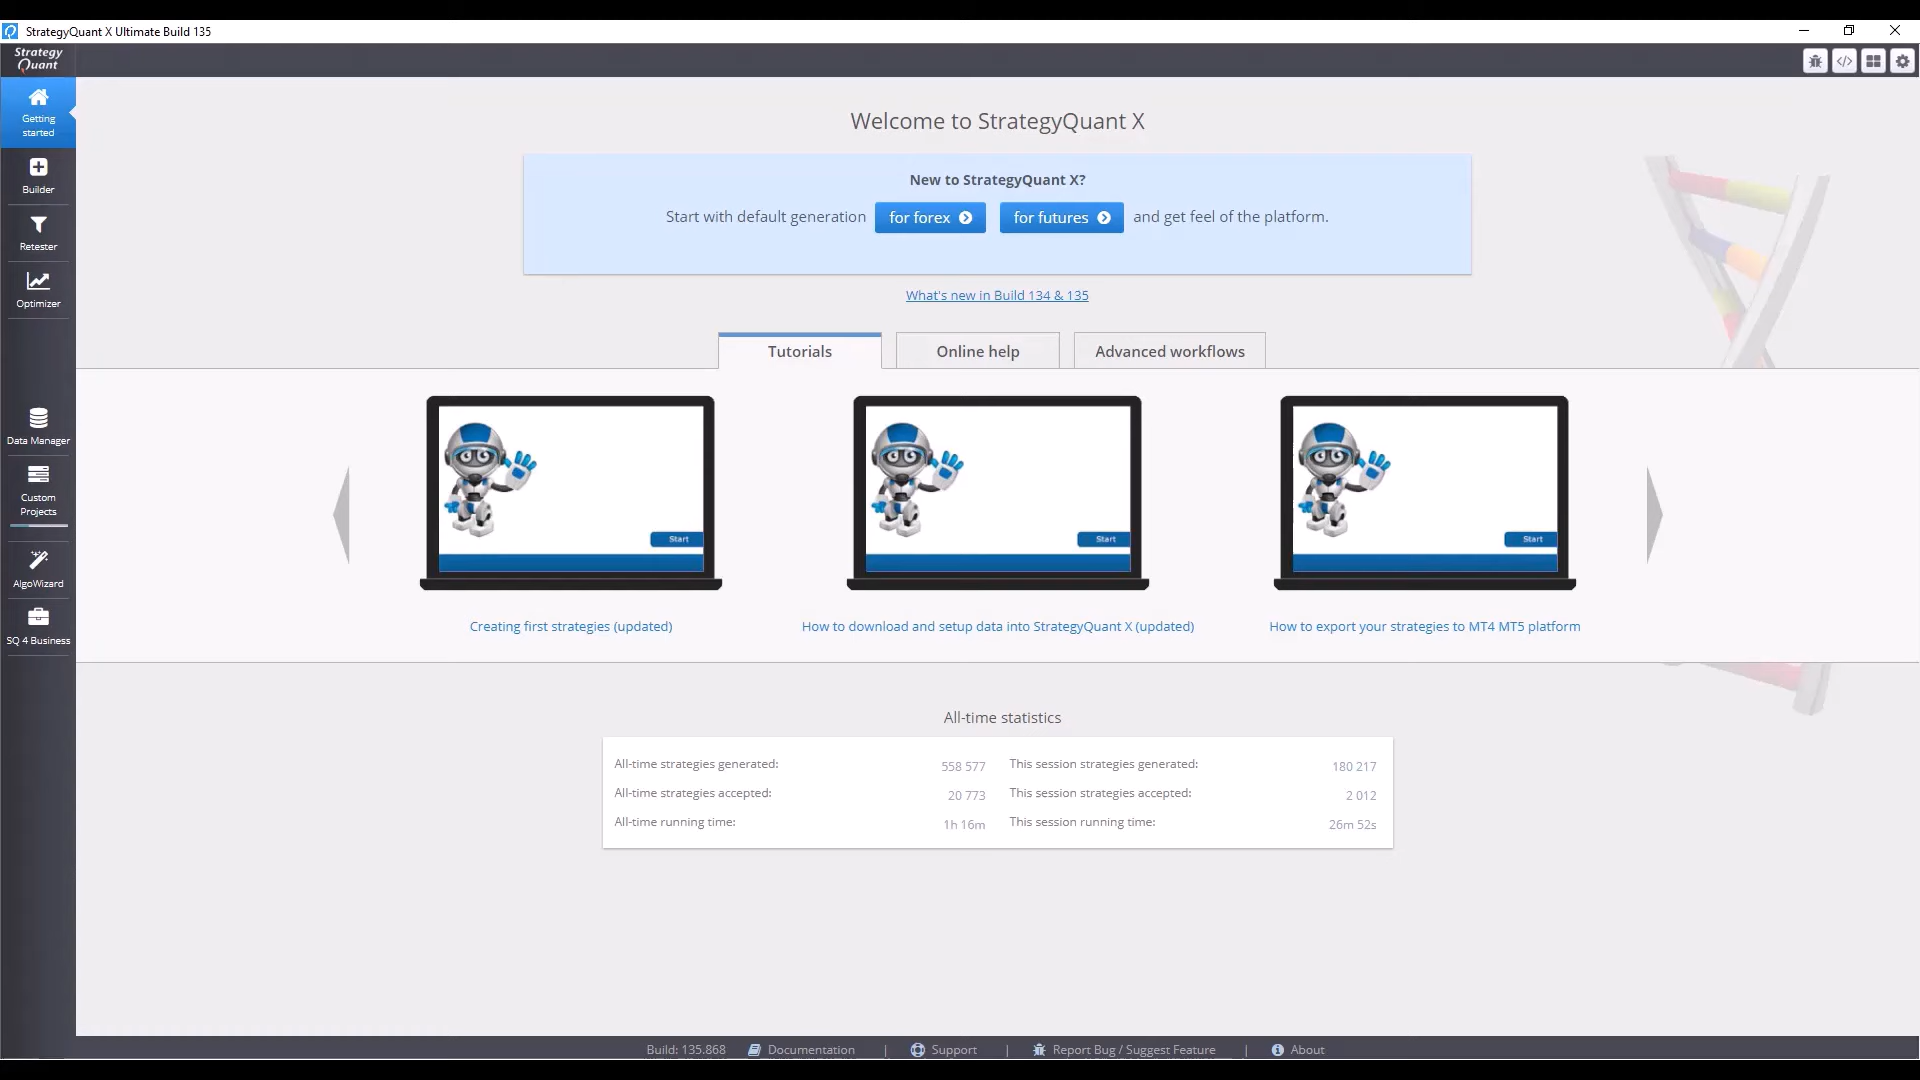 StrategyQuant X Ultimate Build 135
Strategy
Quant
Getting
started
Builder
Retester
Optimizer
Data Manager
Custom
Projects
AlgoWizard
SQ 4 Business
Welcome to StrategyQuant X
New to StrategyQuant X?
Start with default generation for forex for futures and get feel of the platform.
What's new in Build 134 & 135
Tutorials Online help Advanced workflows
Start Start Start
Creating first strategies (updated) How to download and setup data into StrategyQuant X (updated) How to export your strategies to MT4 MT5 platform
All-time statistics
All-time strategies generated: 558 577 This session strategies generated: 180 217
All-time strategies accepted: 20 773 This session strategies accepted: 2 012
All-time running time: 1h 16m This session running time: 26m 52s
Build: 135.868 Documentation | Support | Report Bug / Suggest Feature | About